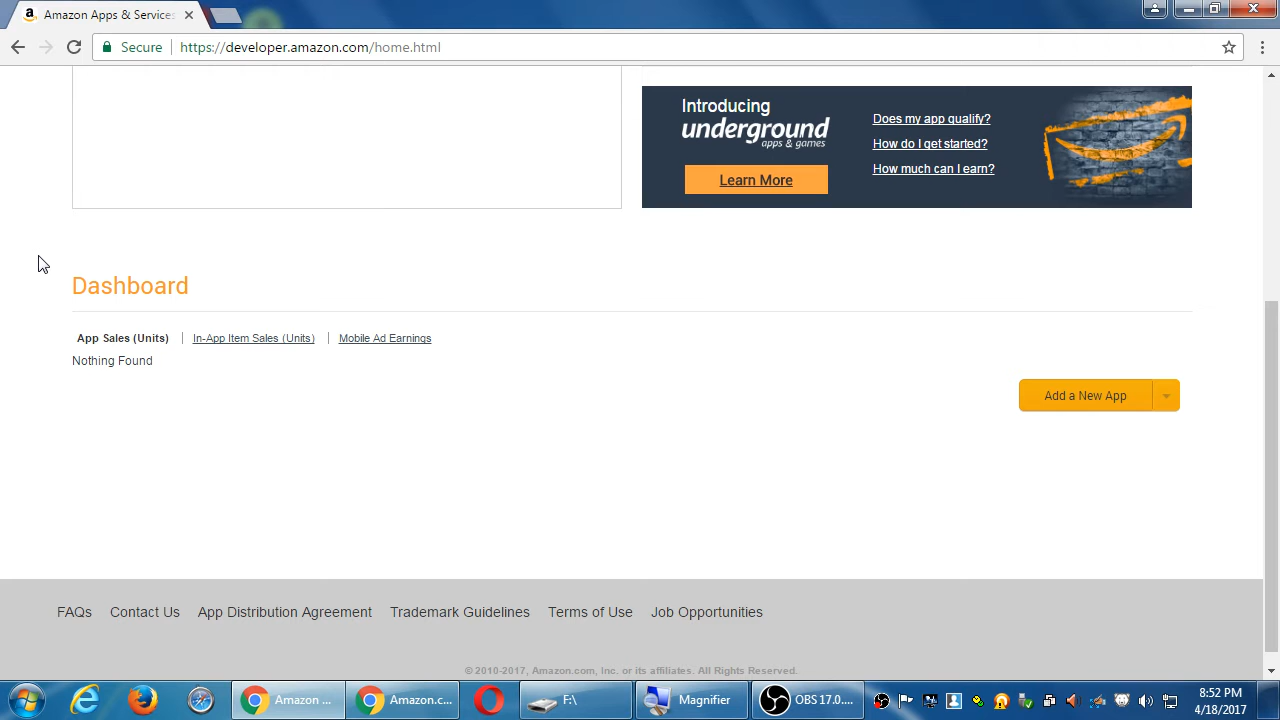 Amazon Apps & Services
Secure
https://developer.amazon.com/home.html
Introducing
underground
apps & games
Learn More
Does my app qualify?
How do I get started?
How much can I earn?
Dashboard
App Sales (Units) | In-App Item Sales (Units) | Mobile Ad Earnings
Nothing Found
Add a New App
FAQs Contact Us App Distribution Agreement Trademark Guidelines Terms of Use Job Opportunities
© 2010-2017, Amazon.com, Inc. or its affiliates. All Rights Reserved.
Amazon ... Amazon.c... F:\ Magnifier OBS 17.0.... 8:52 PM
4/18/2017